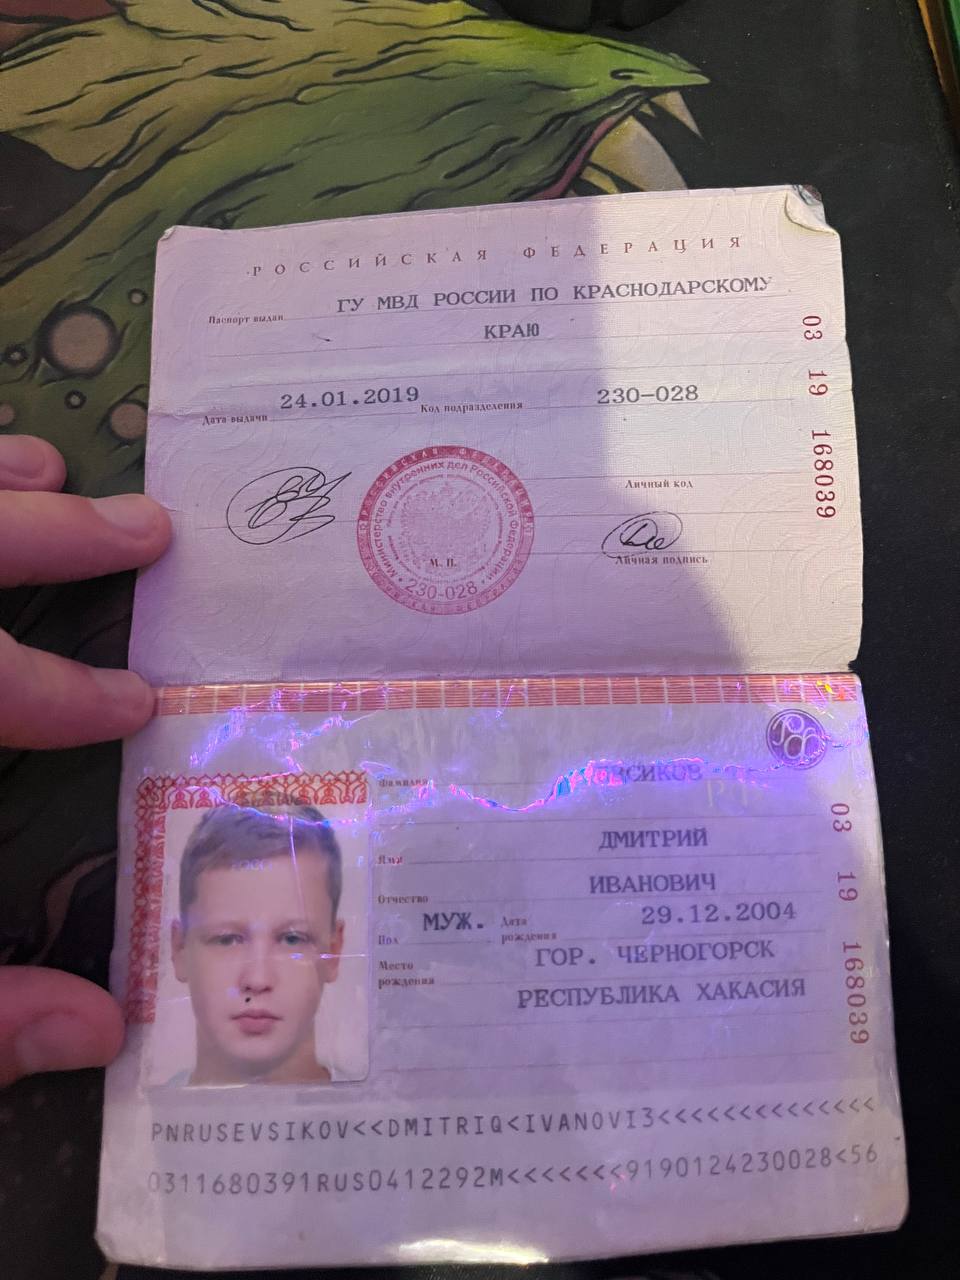 РОССИЙСКАЯ ФЕДЕРАЦИЯ
Паспорт выдан ГУ МВД РОССИИ ПО КРАСНОДАРСКОМУ
КРАЮ
Дата выдачи 24.01.2019 Код подразделения 230-028
03 19 168039
Личный код
Министерство внутренних дел Российской Федерации
М. П.
230-028
Личная подпись
Фамилия
Имя ДМИТРИЙ
Отчество ИВАНОВИЧ
Пол МУЖ. Дата рождения 29.12.2004
Место рождения ГОР. ЧЕРНОГОРСК
РЕСПУБЛИКА ХАКАСИЯ
03 19 168039
PNRUSEVSIKOV<<DMITRIQ<IVANOVI3<<<<<<<<<<<<<<
0311680391RUS0412292M<<<<<<<9190124230028<56